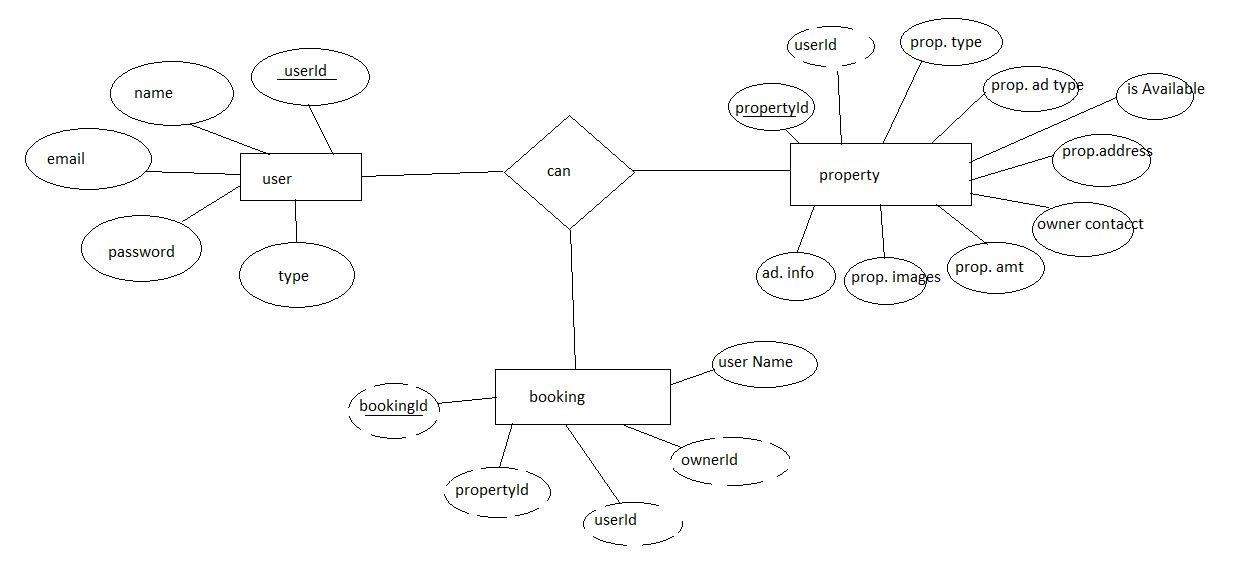 userId
name
email
user
password
type
can
userId
prop. type
prop. ad type
is Available
propertyId
prop.address
property
owner contacct
ad. info
prop. images
prop. amt
user Name
booking
bookingId
ownerId
propertyId
userId